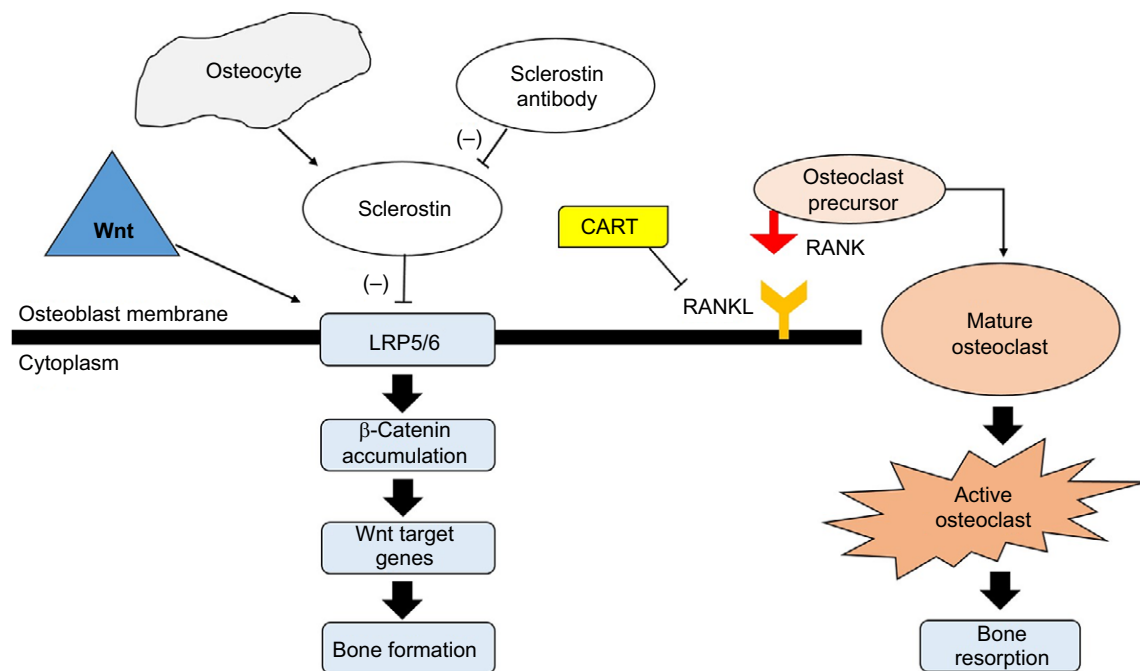 Osteocyte
Sclerostin
antibody
(–)
Sclerostin
Wnt
(–)
CART
Osteoclast
precursor
RANK
RANKL
Osteoblast membrane
Cytoplasm
LRP5/6
Mature
osteoclast
β-Catenin
accumulation
Active
osteoclast
Wnt target
genes
Bone formation
Bone
resorption